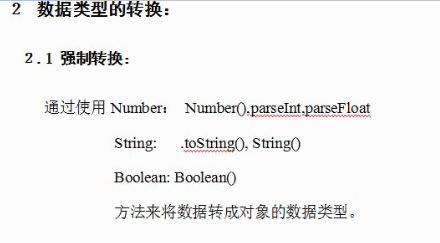 2 数据类型的转换：
2.1 强制转换：
通过使用 Number： Number(),parseInt,parseFloat
String: .toString(), String()
Boolean: Boolean()
方法来将数据转成对象的数据类型。